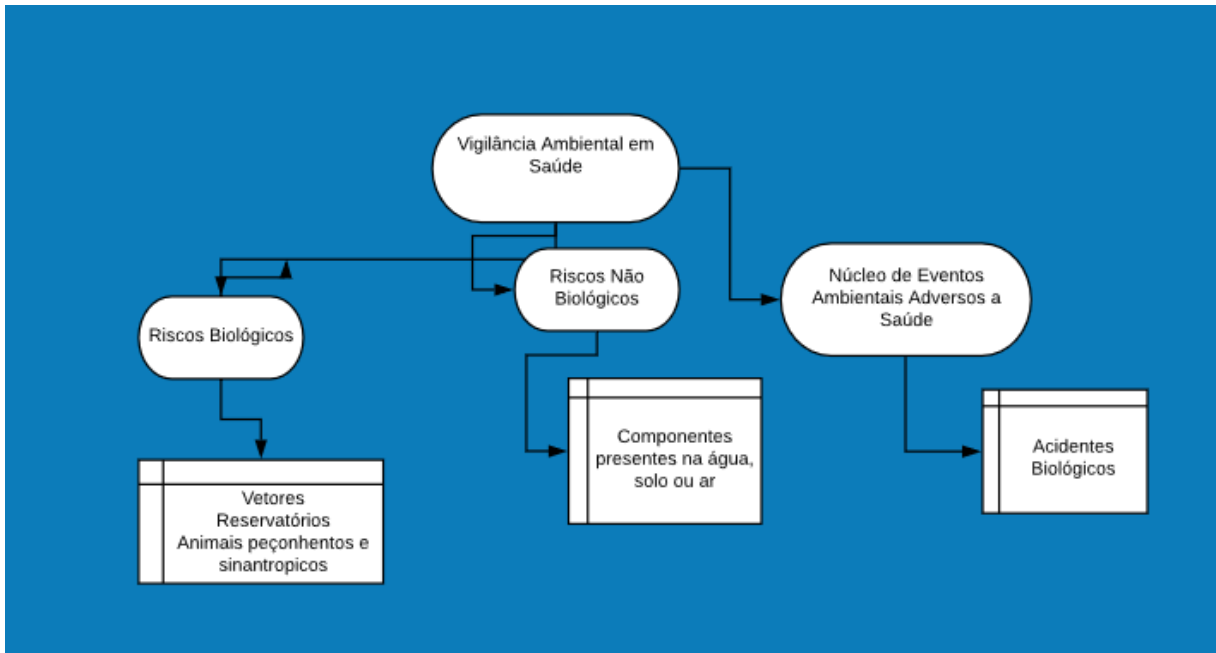 Vigilância Ambiental em
Saúde
Riscos Não
Biológicos
Núcleo de Eventos
Ambientais Adversos a
Saúde
Riscos Biológicos
Componentes
presentes na água,
solo ou ar
Acidentes
Biológicos
Vetores
Reservatórios
Animais peçonhentos e
sinantropicos